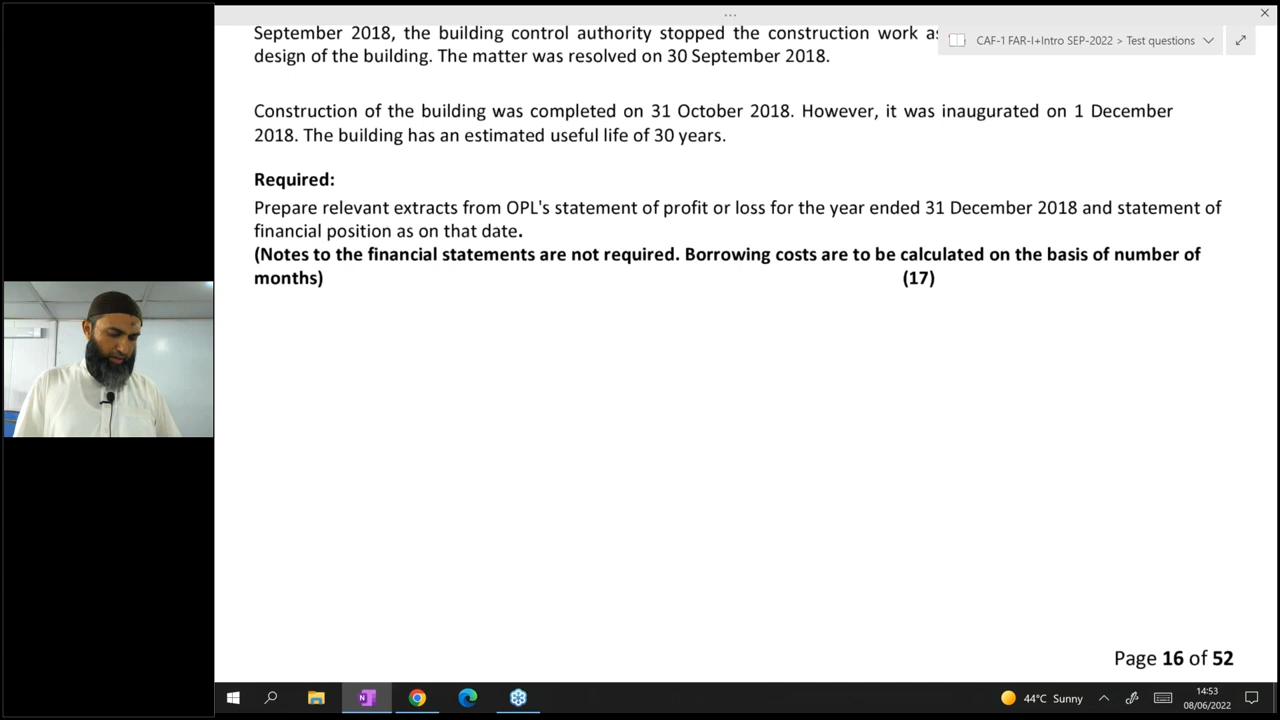 September 2018, the building control authority stopped the construction work
CAF-1 FAR-I+Intro SEP-2022 > Test questions
design of the building. The matter was resolved on 30 September 2018.
Construction of the building was completed on 31 October 2018. However, it was inaugurated on 1 December
2018. The building has an estimated useful life of 30 years.
Required:
Prepare relevant extracts from OPL's statement of profit or loss for the year ended 31 December 2018 and statement of
financial position as on that date.
(Notes to the financial statements are not required. Borrowing costs are to be calculated on the basis of number of
months) (17)
Page 16 of 52
44°C Sunny
14:53
08/06/2022